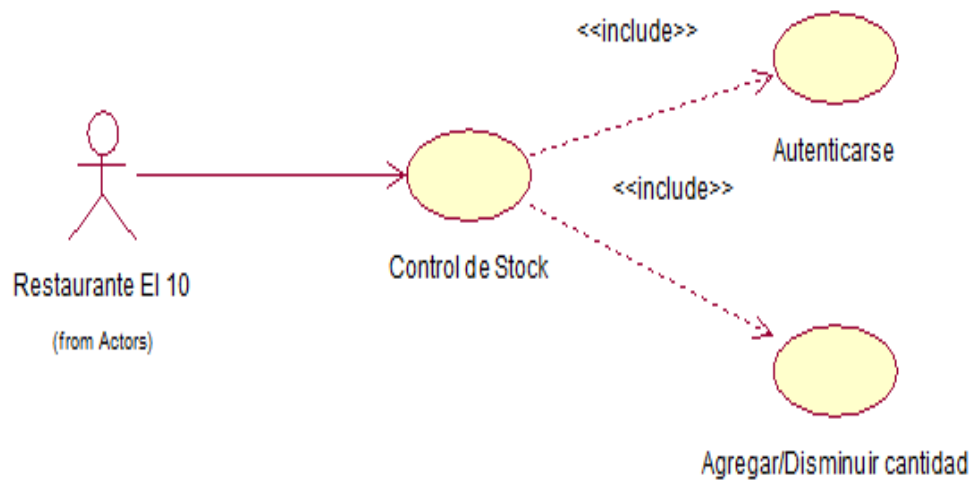 <<include>>
Autenticarse
<<include>>
Control de Stock
Restaurante El 10
(from Actors)
Agregar/Disminuir cantidad